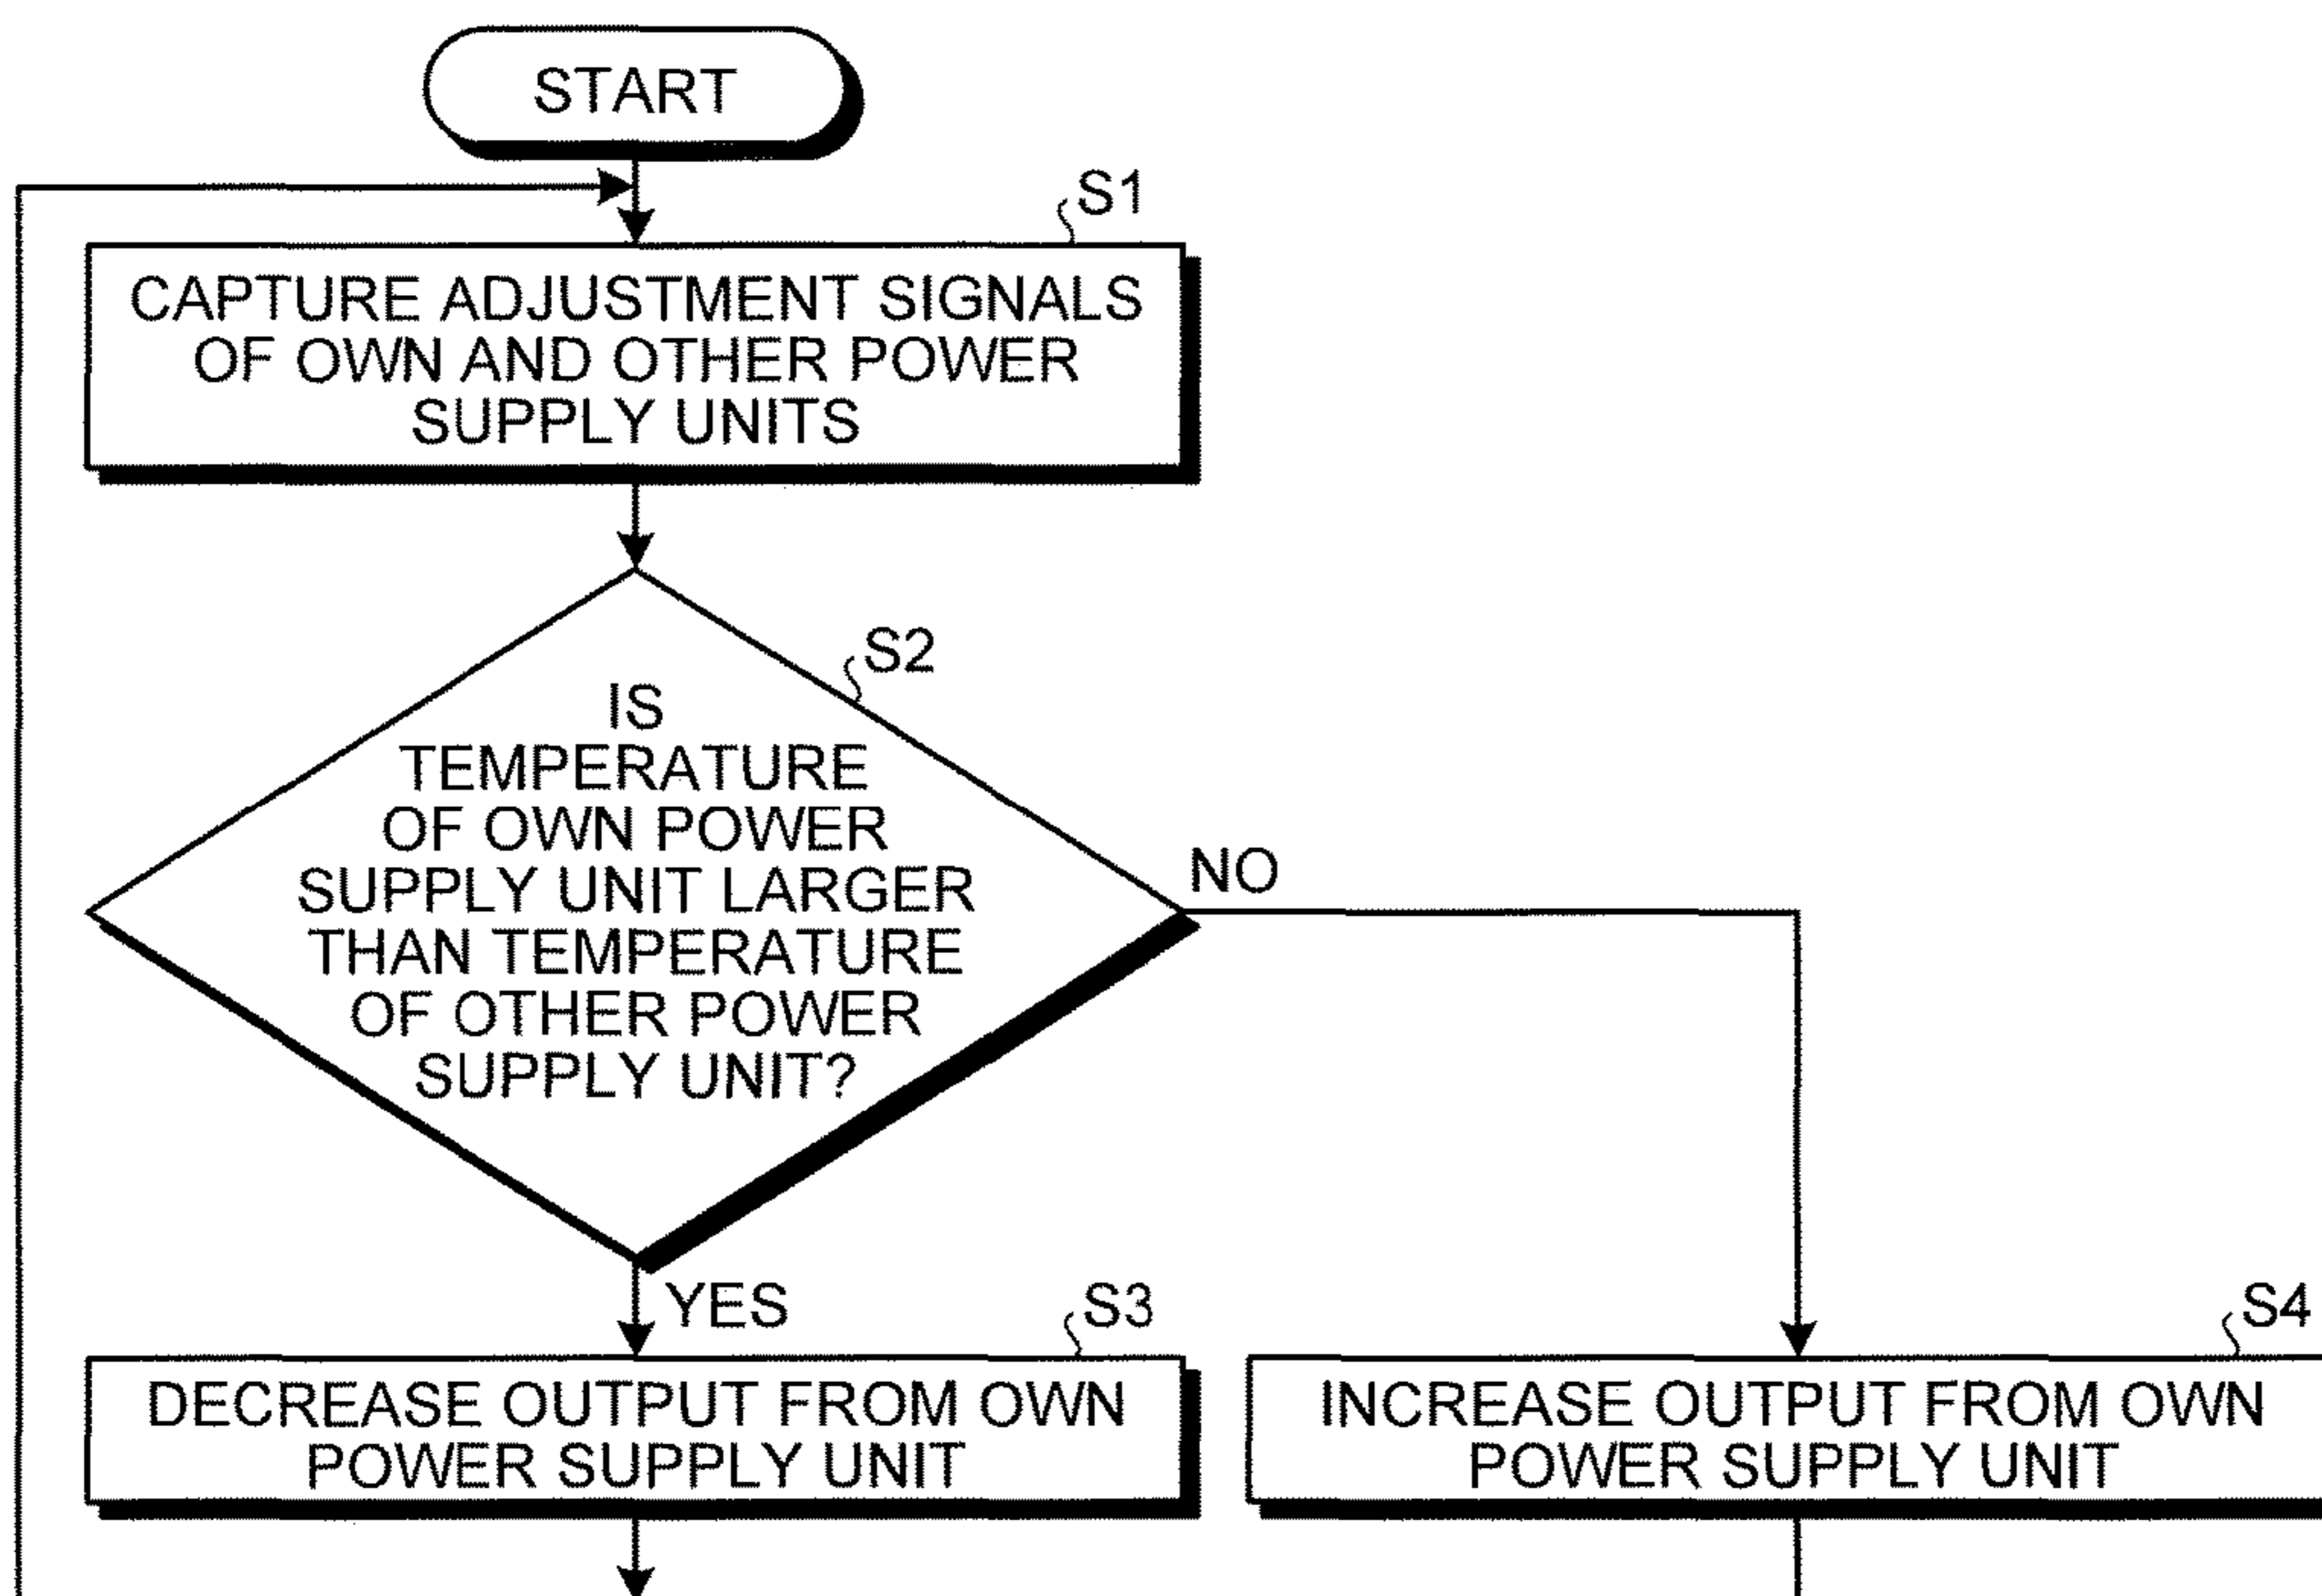 START
S1
CAPTURE ADJUSTMENT SIGNALS
OF OWN AND OTHER POWER
SUPPLY UNITS
S2
IS
TEMPERATURE
OF OWN POWER
SUPPLY UNIT LARGER
THAN TEMPERATURE
OF OTHER POWER
SUPPLY UNIT?
NO
YES
S3
DECREASE OUTPUT FROM OWN
POWER SUPPLY UNIT
S4
INCREASE OUTPUT FROM OWN
POWER SUPPLY UNIT